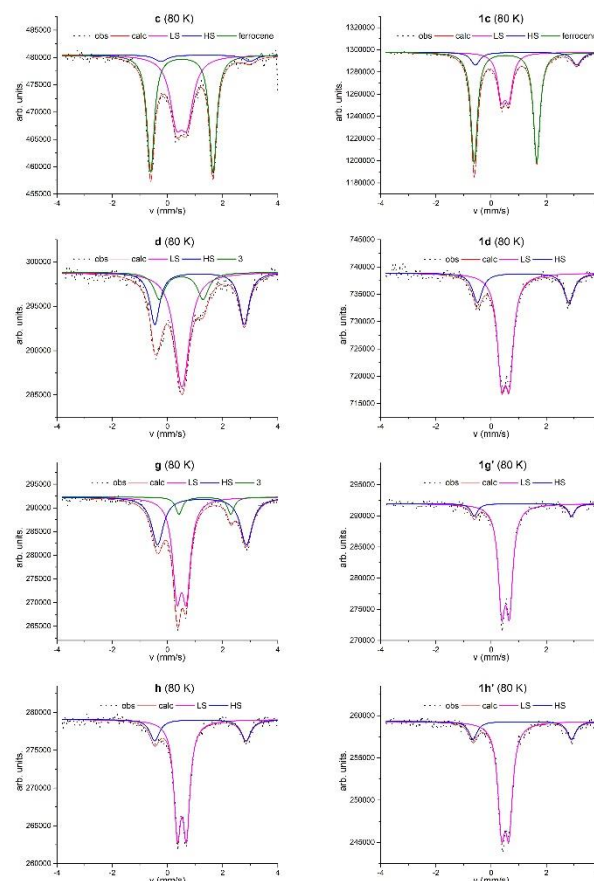 c (80 K)
obs calc LS HS ferrocene
arb. units.
480000
475000
470000
465000
460000
455000
-4 -2 0 2 4
v (mm/s)
1c (80 K)
obs calc LS HS ferrocene
arb. units.
1320000
1300000
1280000
1260000
1240000
1220000
1200000
1180000
-4 -2 0 2
v (mm/s)
d (80 K)
obs calc LS HS 3
arb. units.
300000
295000
290000
285000
-4 -2 0 2 4
v (mm/s)
1d (80 K)
obs calc LS HS
arb. units.
745000
740000
735000
730000
725000
720000
715000
-4 -2 0 2
v (mm/s)
g (80 K)
obs calc LS HS 3
arb. units.
295000
290000
285000
280000
275000
270000
265000
-4 -2 0 2 4
v (mm/s)
1g' (80 K)
obs calc LS HS
arb. units.
295000
290000
285000
280000
275000
270000
-4 -2 0 2
v (mm/s)
h (80 K)
obs calc LS HS
arb. units.
280000
275000
270000
265000
260000
-4 -2 0 2 4
v (mm/s)
1h' (80 K)
obs calc LS HS
arb. units.
260000
255000
250000
245000
-4 -2 0 2
v (mm/s)